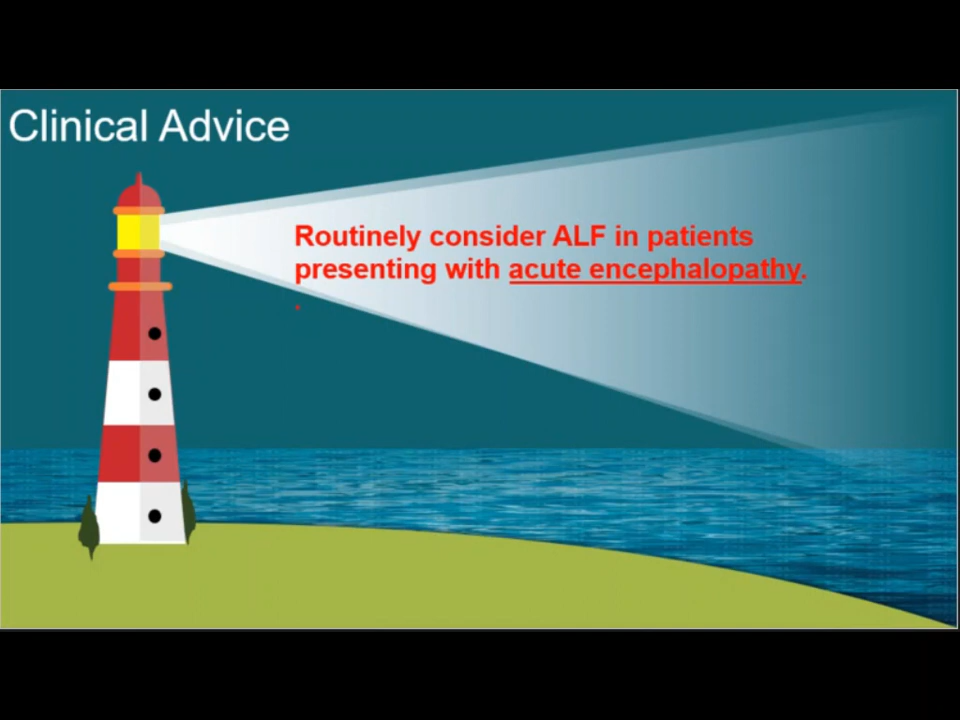 Clinical Advice
Routinely consider ALF in patients
presenting with acute encephalopathy.
.